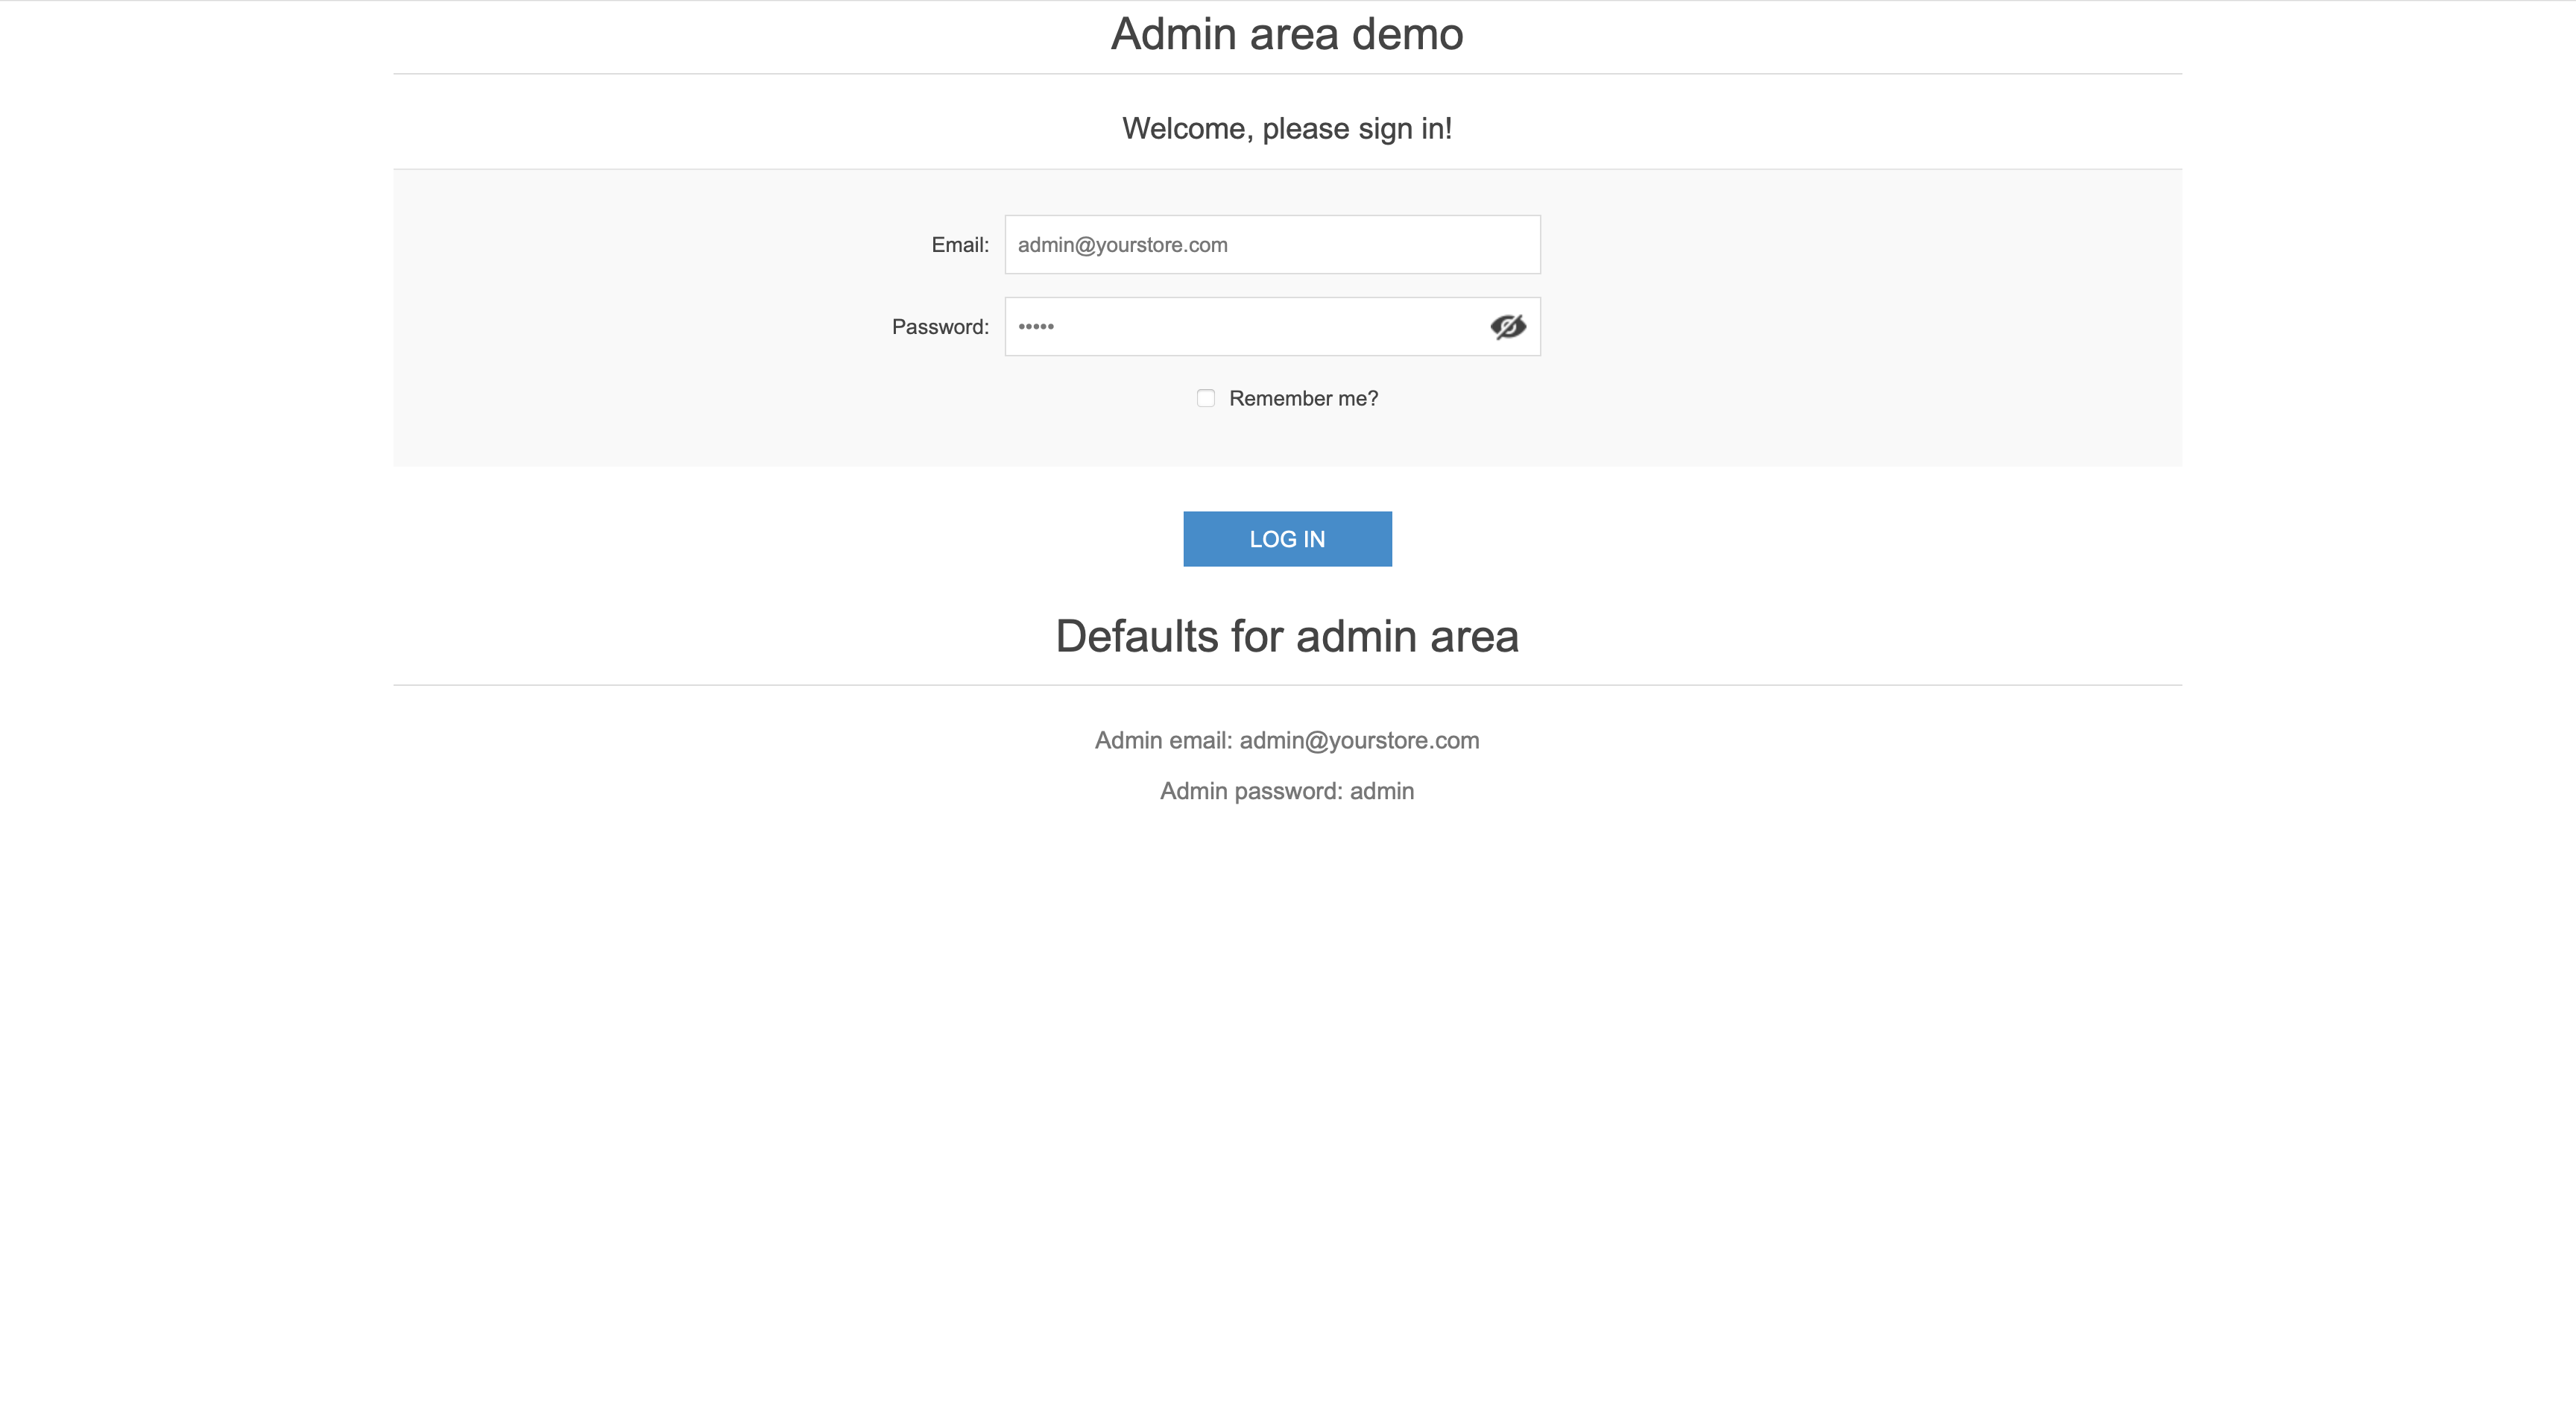 Admin area demo
Welcome, please sign in!
Email: admin@yourstore.com
Password: •••••
Remember me?
LOG IN
Defaults for admin area
Admin email: admin@yourstore.com
Admin password: admin